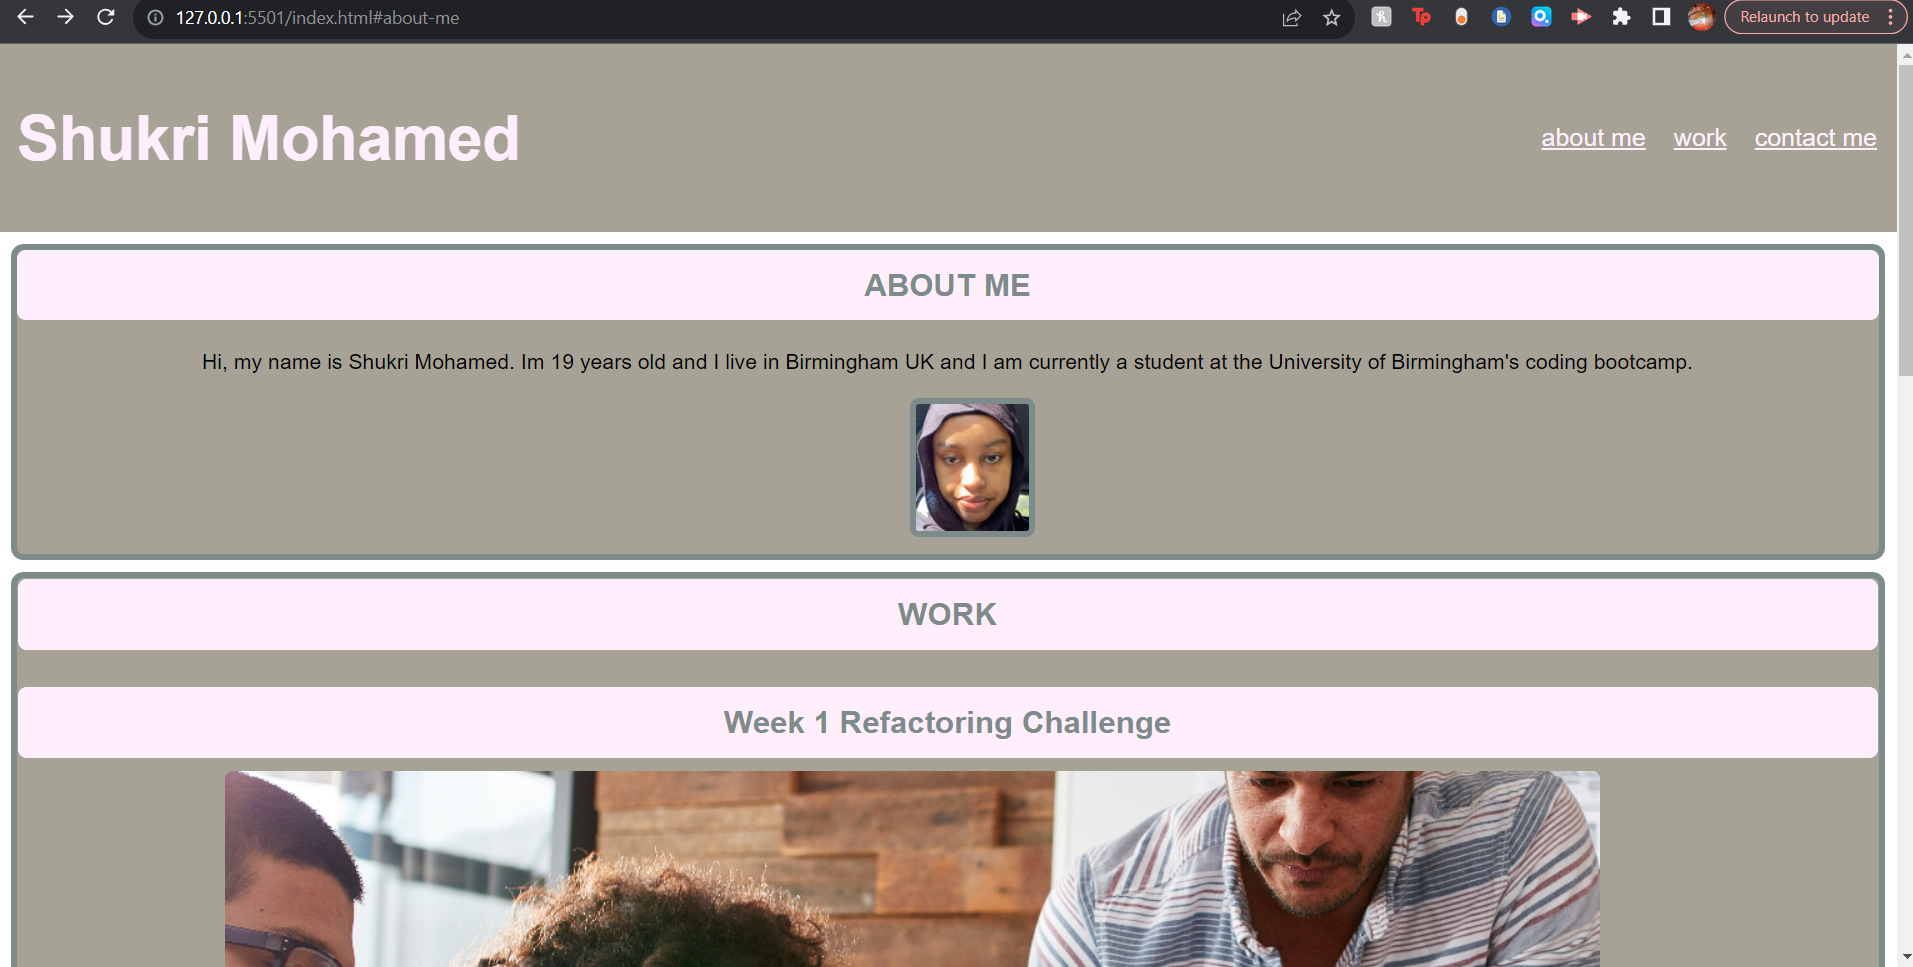 127.0.0.1:5501/index.html#about-me
Relaunch to update
Shukri Mohamed
about me work contact me
ABOUT ME
Hi, my name is Shukri Mohamed. Im 19 years old and I live in Birmingham UK and I am currently a student at the University of Birmingham's coding bootcamp.
WORK
Week 1 Refactoring Challenge